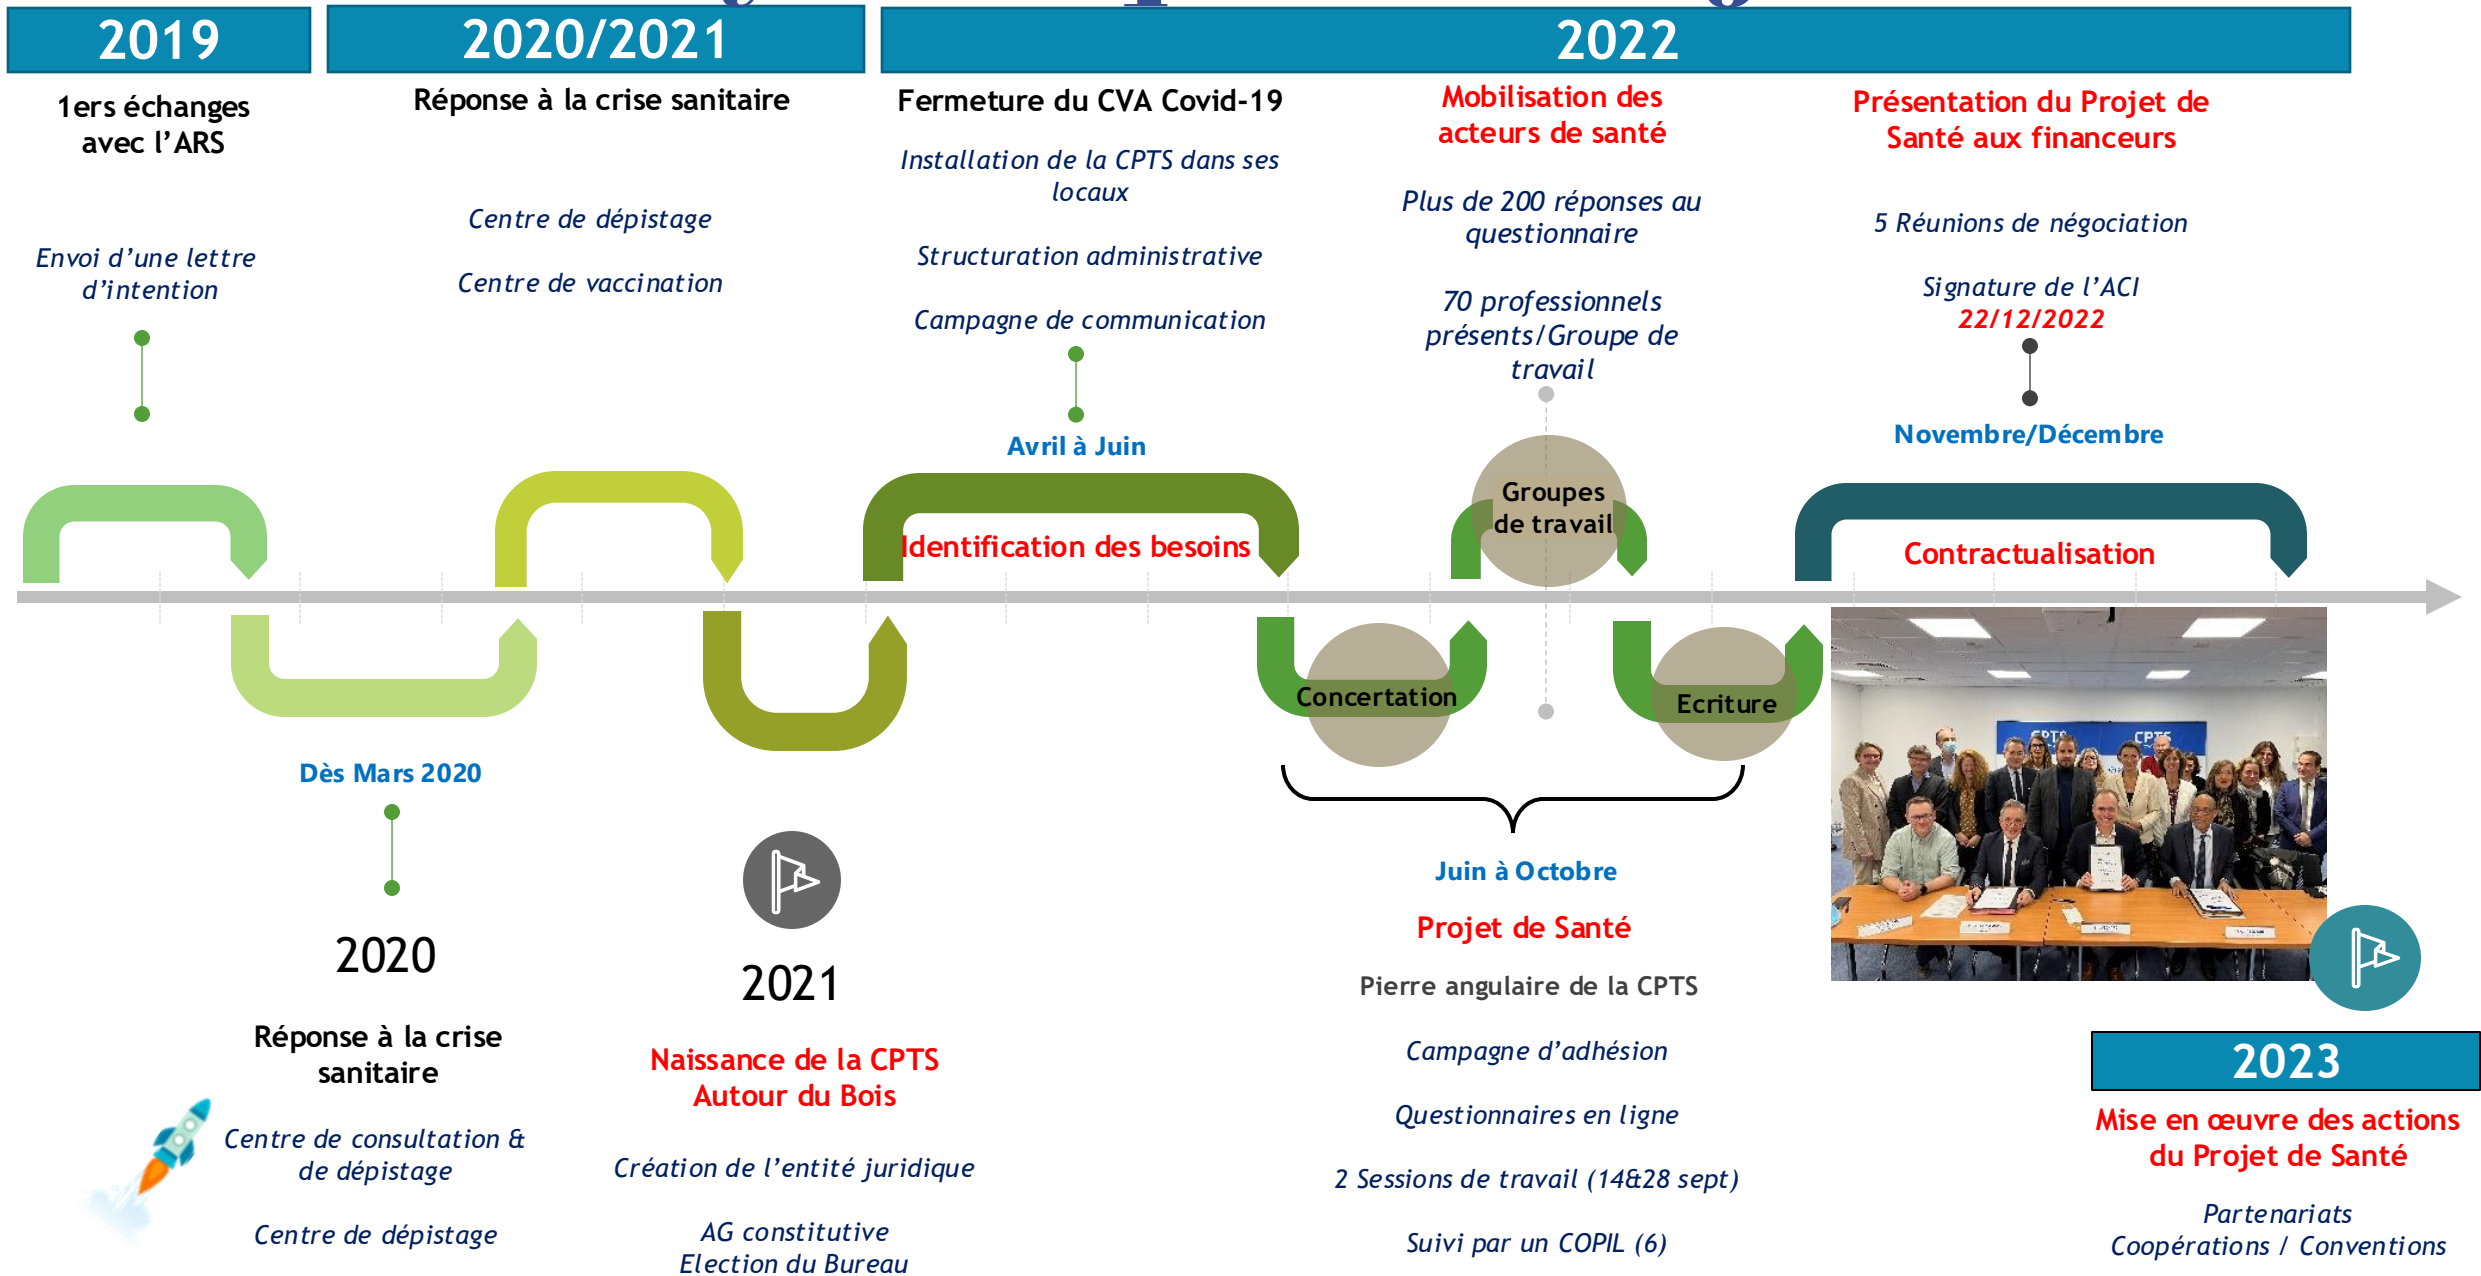 2019
1ers échanges
avec l’ARS
Envoi d’une lettre
d’intention
2020/2021
Réponse à la crise sanitaire
Centre de dépistage
Centre de vaccination
2022
Fermeture du CVA Covid-19
Installation de la CPTS dans ses
locaux
Structuration administrative
Campagne de communication
Avril à Juin
Identification des besoins
Mobilisation des
acteurs de santé
Plus de 200 réponses au
questionnaire
70 professionnels
présents/Groupe de
travail
Groupes
de travail
Présentation du Projet de
Santé aux financeurs
5 Réunions de négociation
Signature de l’ACI
22/12/2022
Novembre/Décembre
Contractualisation
Concertation
Ecriture
CPTS
CPTS
Dès Mars 2020
2020
Réponse à la crise
sanitaire
Centre de consultation &
de dépistage
Centre de dépistage
2021
Naissance de la CPTS
Autour du Bois
Création de l’entité juridique
AG constitutive
Election du Bureau
Juin à Octobre
Projet de Santé
Pierre angulaire de la CPTS
Campagne d’adhésion
Questionnaires en ligne
2 Sessions de travail (14&28 sept)
Suivi par un COPIL (6)
2023
Mise en œuvre des actions
du Projet de Santé
Partenariats
Coopérations / Conventions